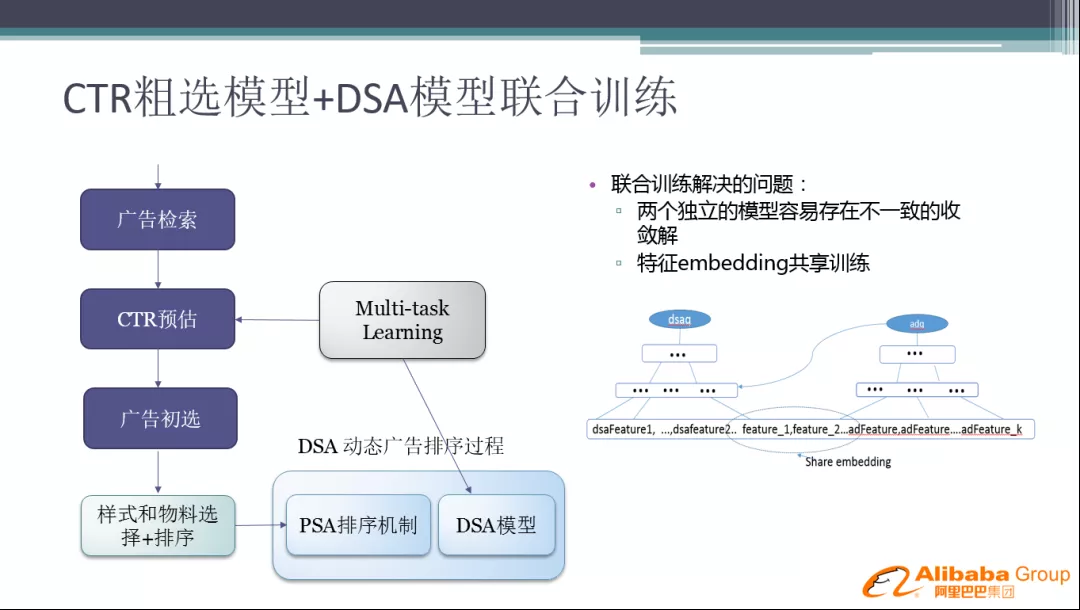 CTR粗选模型+DSA模型联合训练
广告检索
CTR预估
广告初选
样式和物料选
择+排序
Multi-task
Learning
DSA 动态广告排序过程
PSA排序机制
DSA模型
• 联合训练解决的问题：
▫ 两个独立的模型容易存在不一致的收
敛解
▫ 特征embedding共享训练
dsaq
adq
dsaFeature1, ...,dsafeature2.. feature_1,feature_2...adFeature,adFeature....adFeature_k
Share embedding
Alibaba Group
阿里巴巴集团